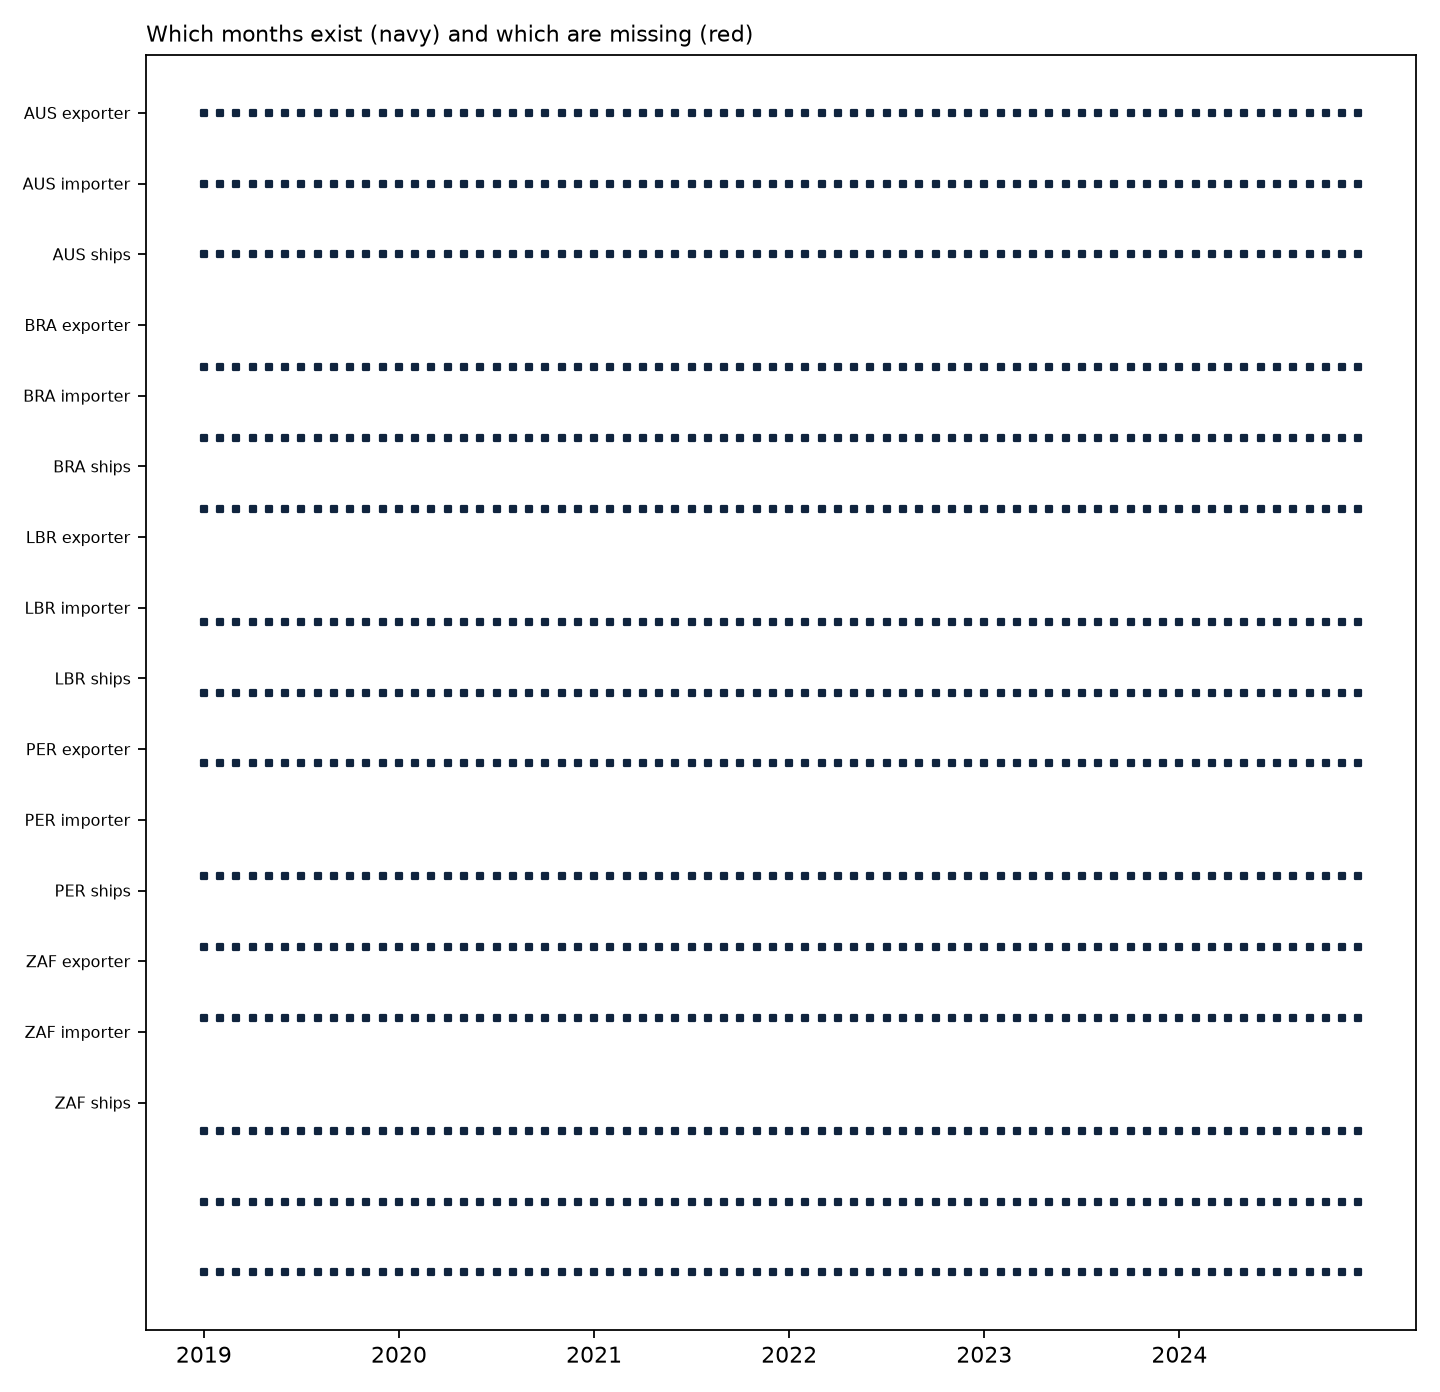 Which months exist (navy) and which are missing (red)
AUS exporter
AUS importer
AUS ships
BRA exporter
BRA importer
BRA ships
LBR exporter
LBR importer
LBR ships
PER exporter
PER importer
PER ships
ZAF exporter
ZAF importer
ZAF ships
2019 2020 2021 2022 2023 2024